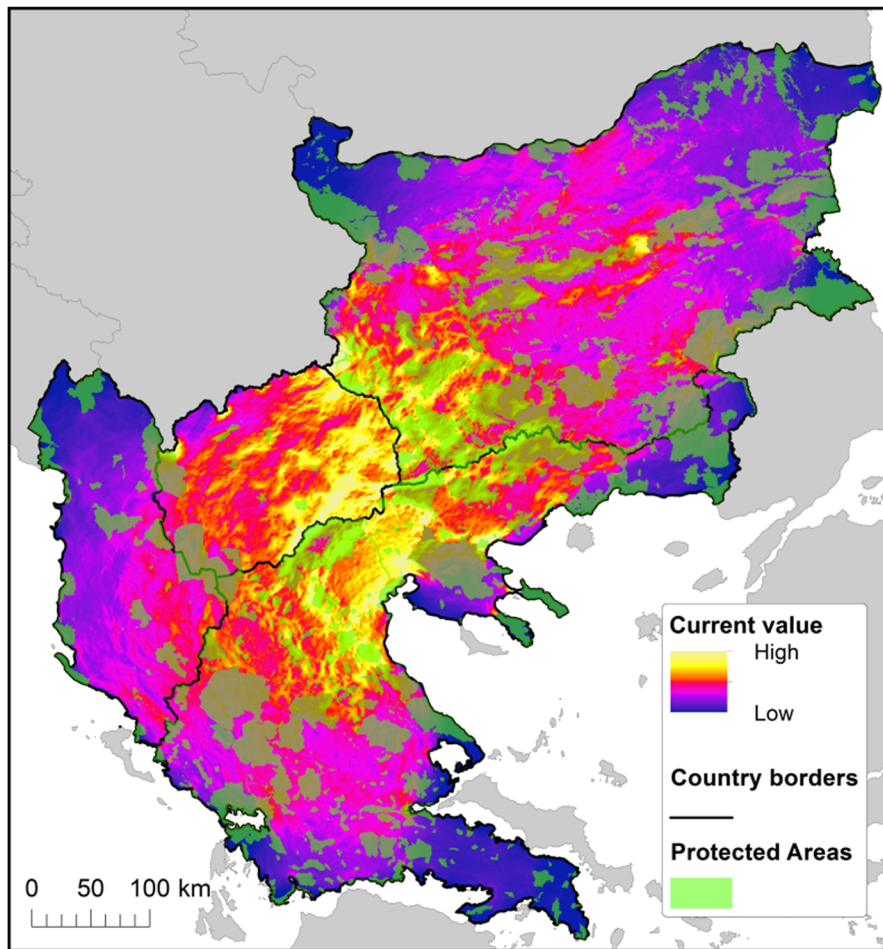 Current value
High
Low
Country borders
Protected Areas
0 50 100 km